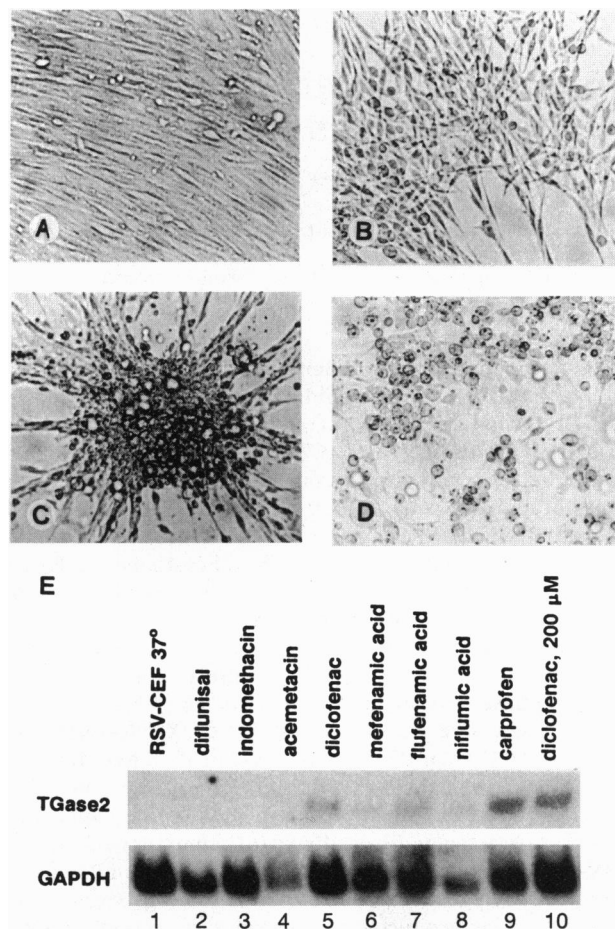 A
B
C
D
E
RSV-CEF 37º
diflunisal
Indomethacin
acemetacin
diclofenac
mefenamic acid
flufenamic acid
niflumic acid
carprofen
diclofenac, 200 µM
TGase2
GAPDH
1 2 3 4 5 6 7 8 9 10